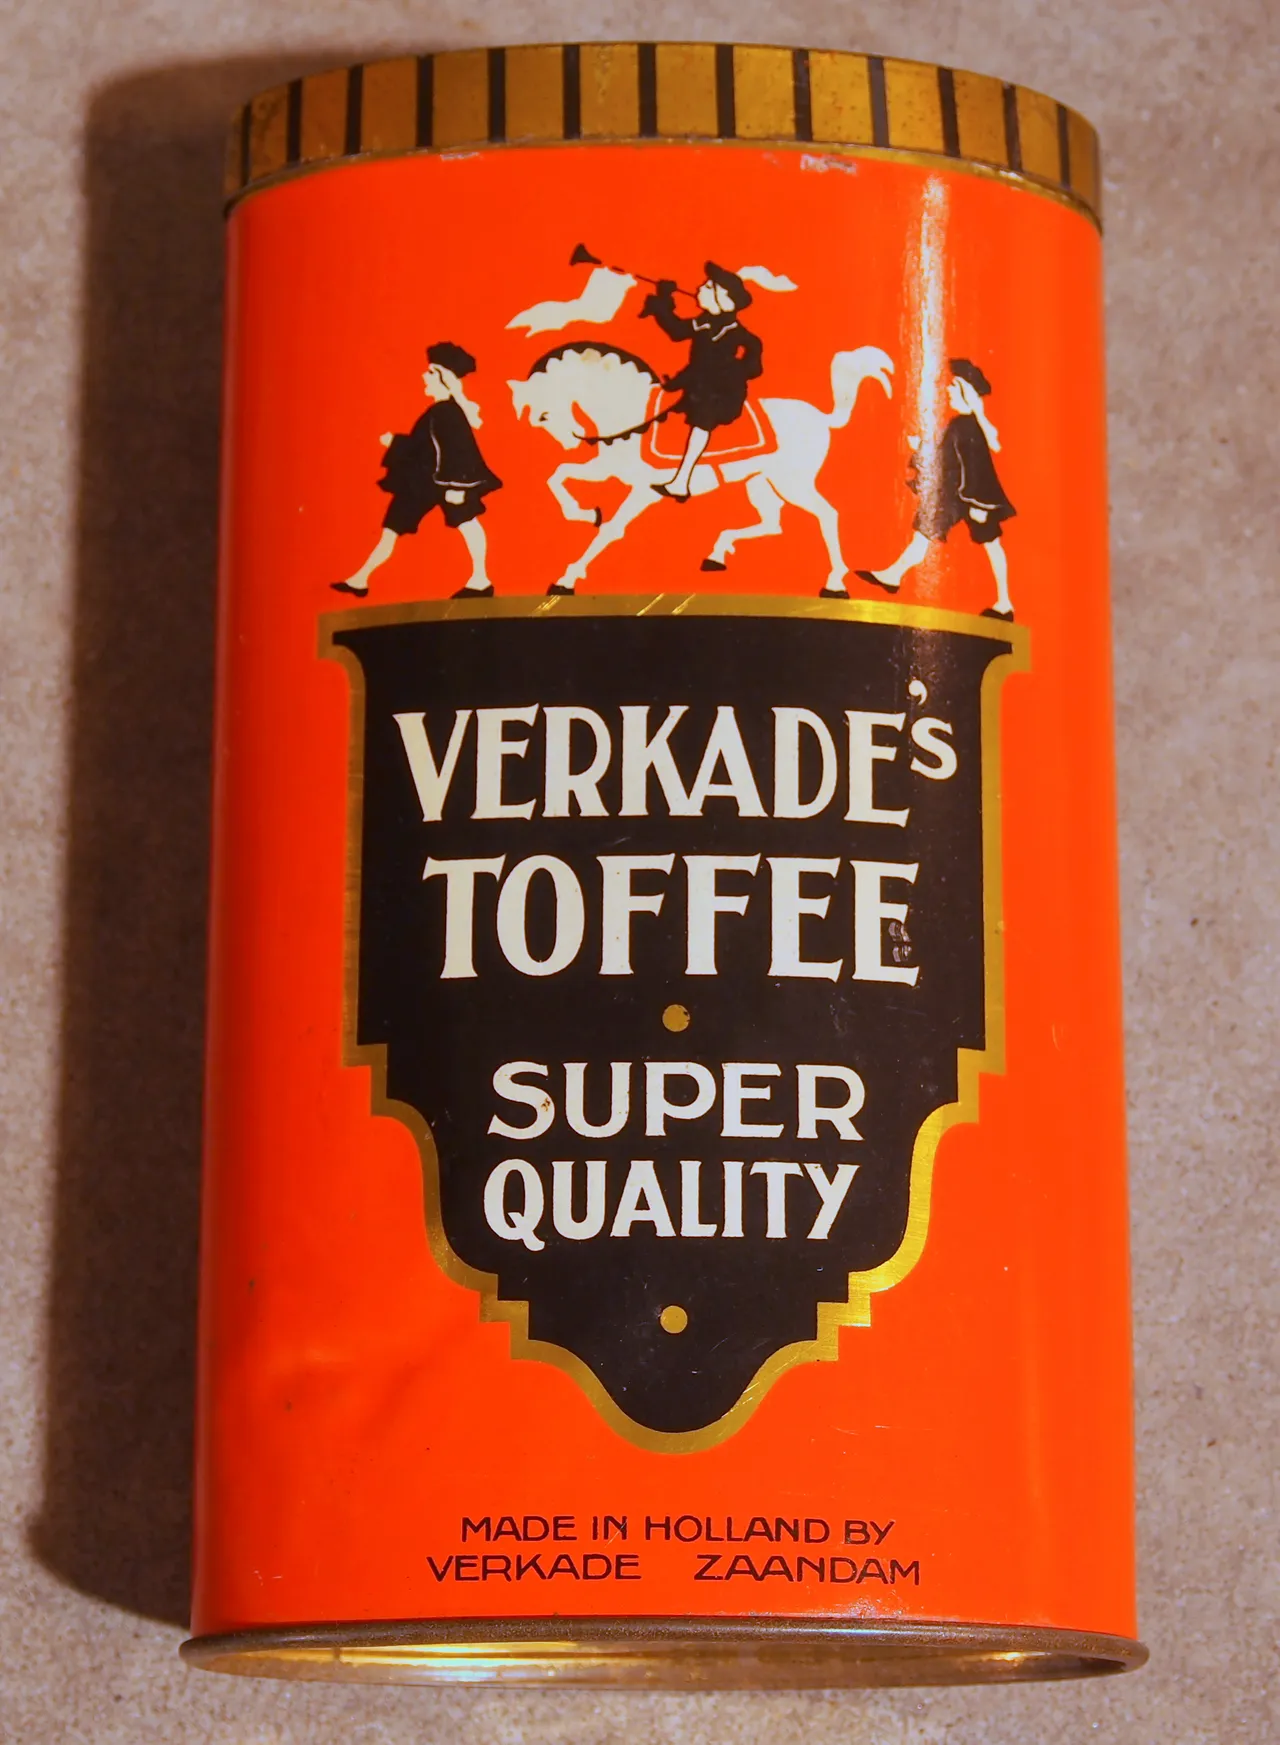 VERKADE'S
TOFFEE
SUPER
QUALITY
MADE IN HOLLAND BY
VERKADE ZAANDAM